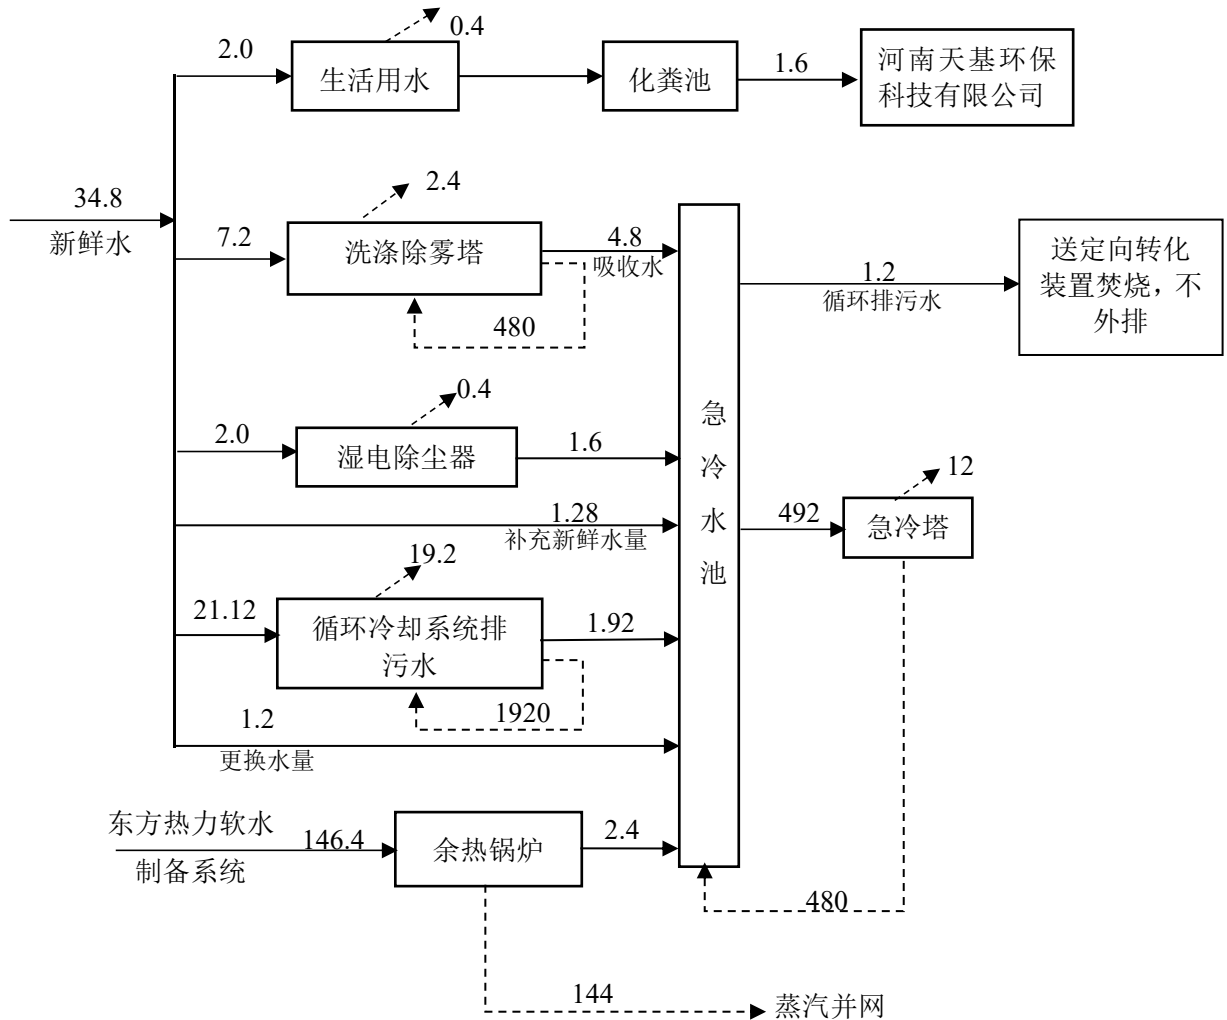 0.4
2.0
生活用水
化粪池
1.6
河南天基环保
科技有限公司
34.8
新鲜水
2.4
7.2
洗涤除雾塔
4.8
吸收水
480
1.2
循环排污水
送定向转化
装置焚烧，不
外排
0.4
2.0
湿电除尘器
1.6
急
冷
水
池
12
492
急冷塔
1.28
补充新鲜水量
19.2
21.12
循环冷却系统排
污水
1.92
1920
1.2
更换水量
东方热力软水
146.4
制备系统
余热锅炉
2.4
480
144
蒸汽并网